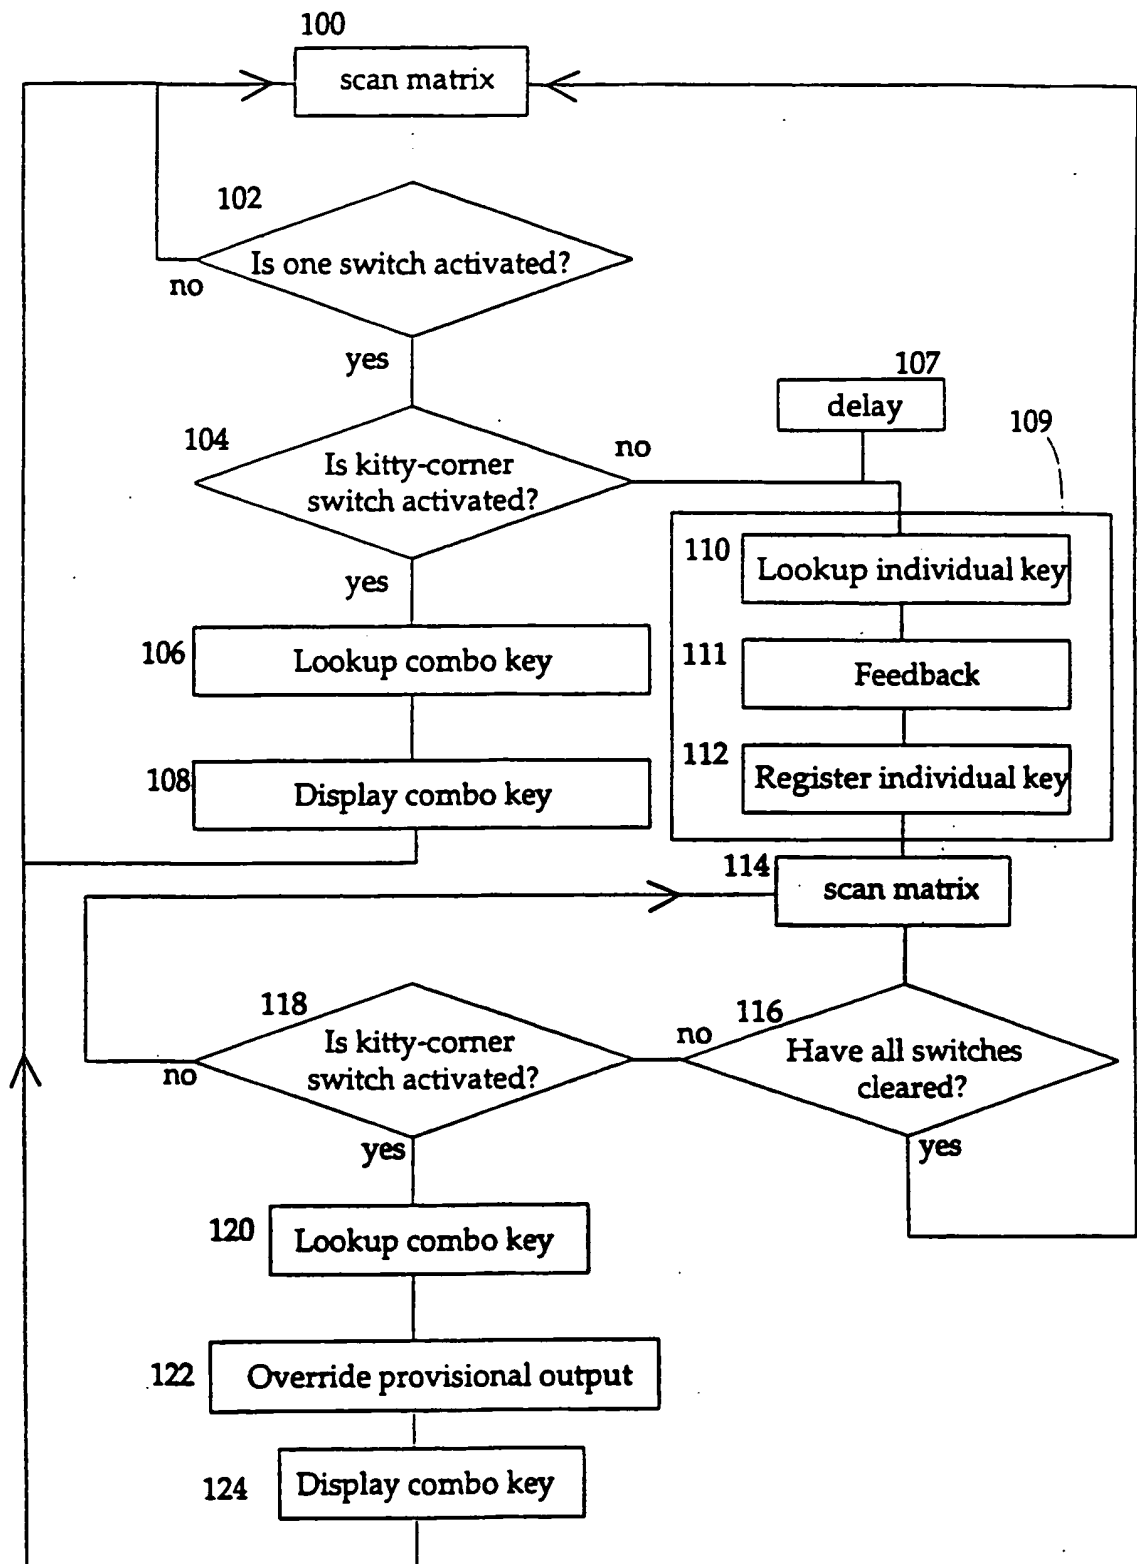 100
scan matrix
102
Is one switch activated?
no
yes
107
delay
109
104
Is kitty-corner
switch activated?
no
yes
110
Lookup individual key
106
Lookup combo key
111
Feedback
108
Display combo key
112
Register individual key
114
scan matrix
118
Is kitty-corner
switch activated?
no
yes
116
no
Have all switches
cleared?
yes
120
Lookup combo key
122
Override provisional output
124
Display combo key